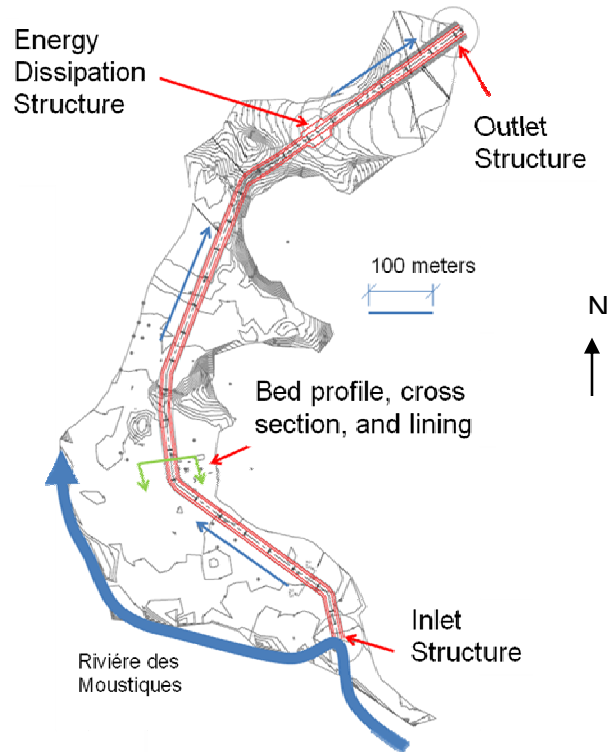 Energy
Dissipation
Structure
Outlet
Structure
100 meters
N
Bed profile, cross
section, and lining
Inlet
Structure
Riviére des
Moustiques